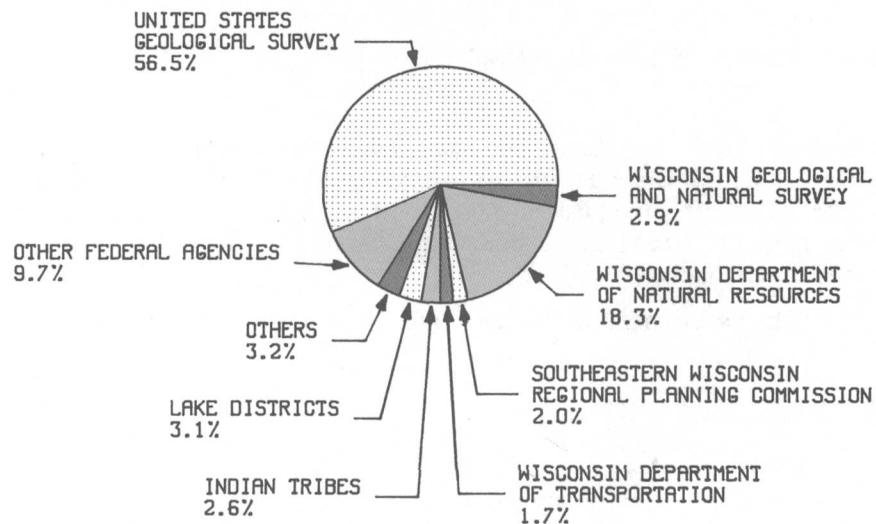 UNITED STATES
GEOLOGICAL SURVEY
56.5%
WISCONSIN GEOLOGICAL
AND NATURAL SURVEY
2.9%
OTHER FEDERAL AGENCIES
9.7%
WISCONSIN DEPARTMENT
OF NATURAL RESOURCES
18.3%
OTHERS
3.2%
SOUTHEASTERN WISCONSIN
REGIONAL PLANNING COMMISSION
2.0%
LAKE DISTRICTS
3.1%
INDIAN TRIBES
2.6%
WISCONSIN DEPARTMENT
OF TRANSPORTATION
1.7%